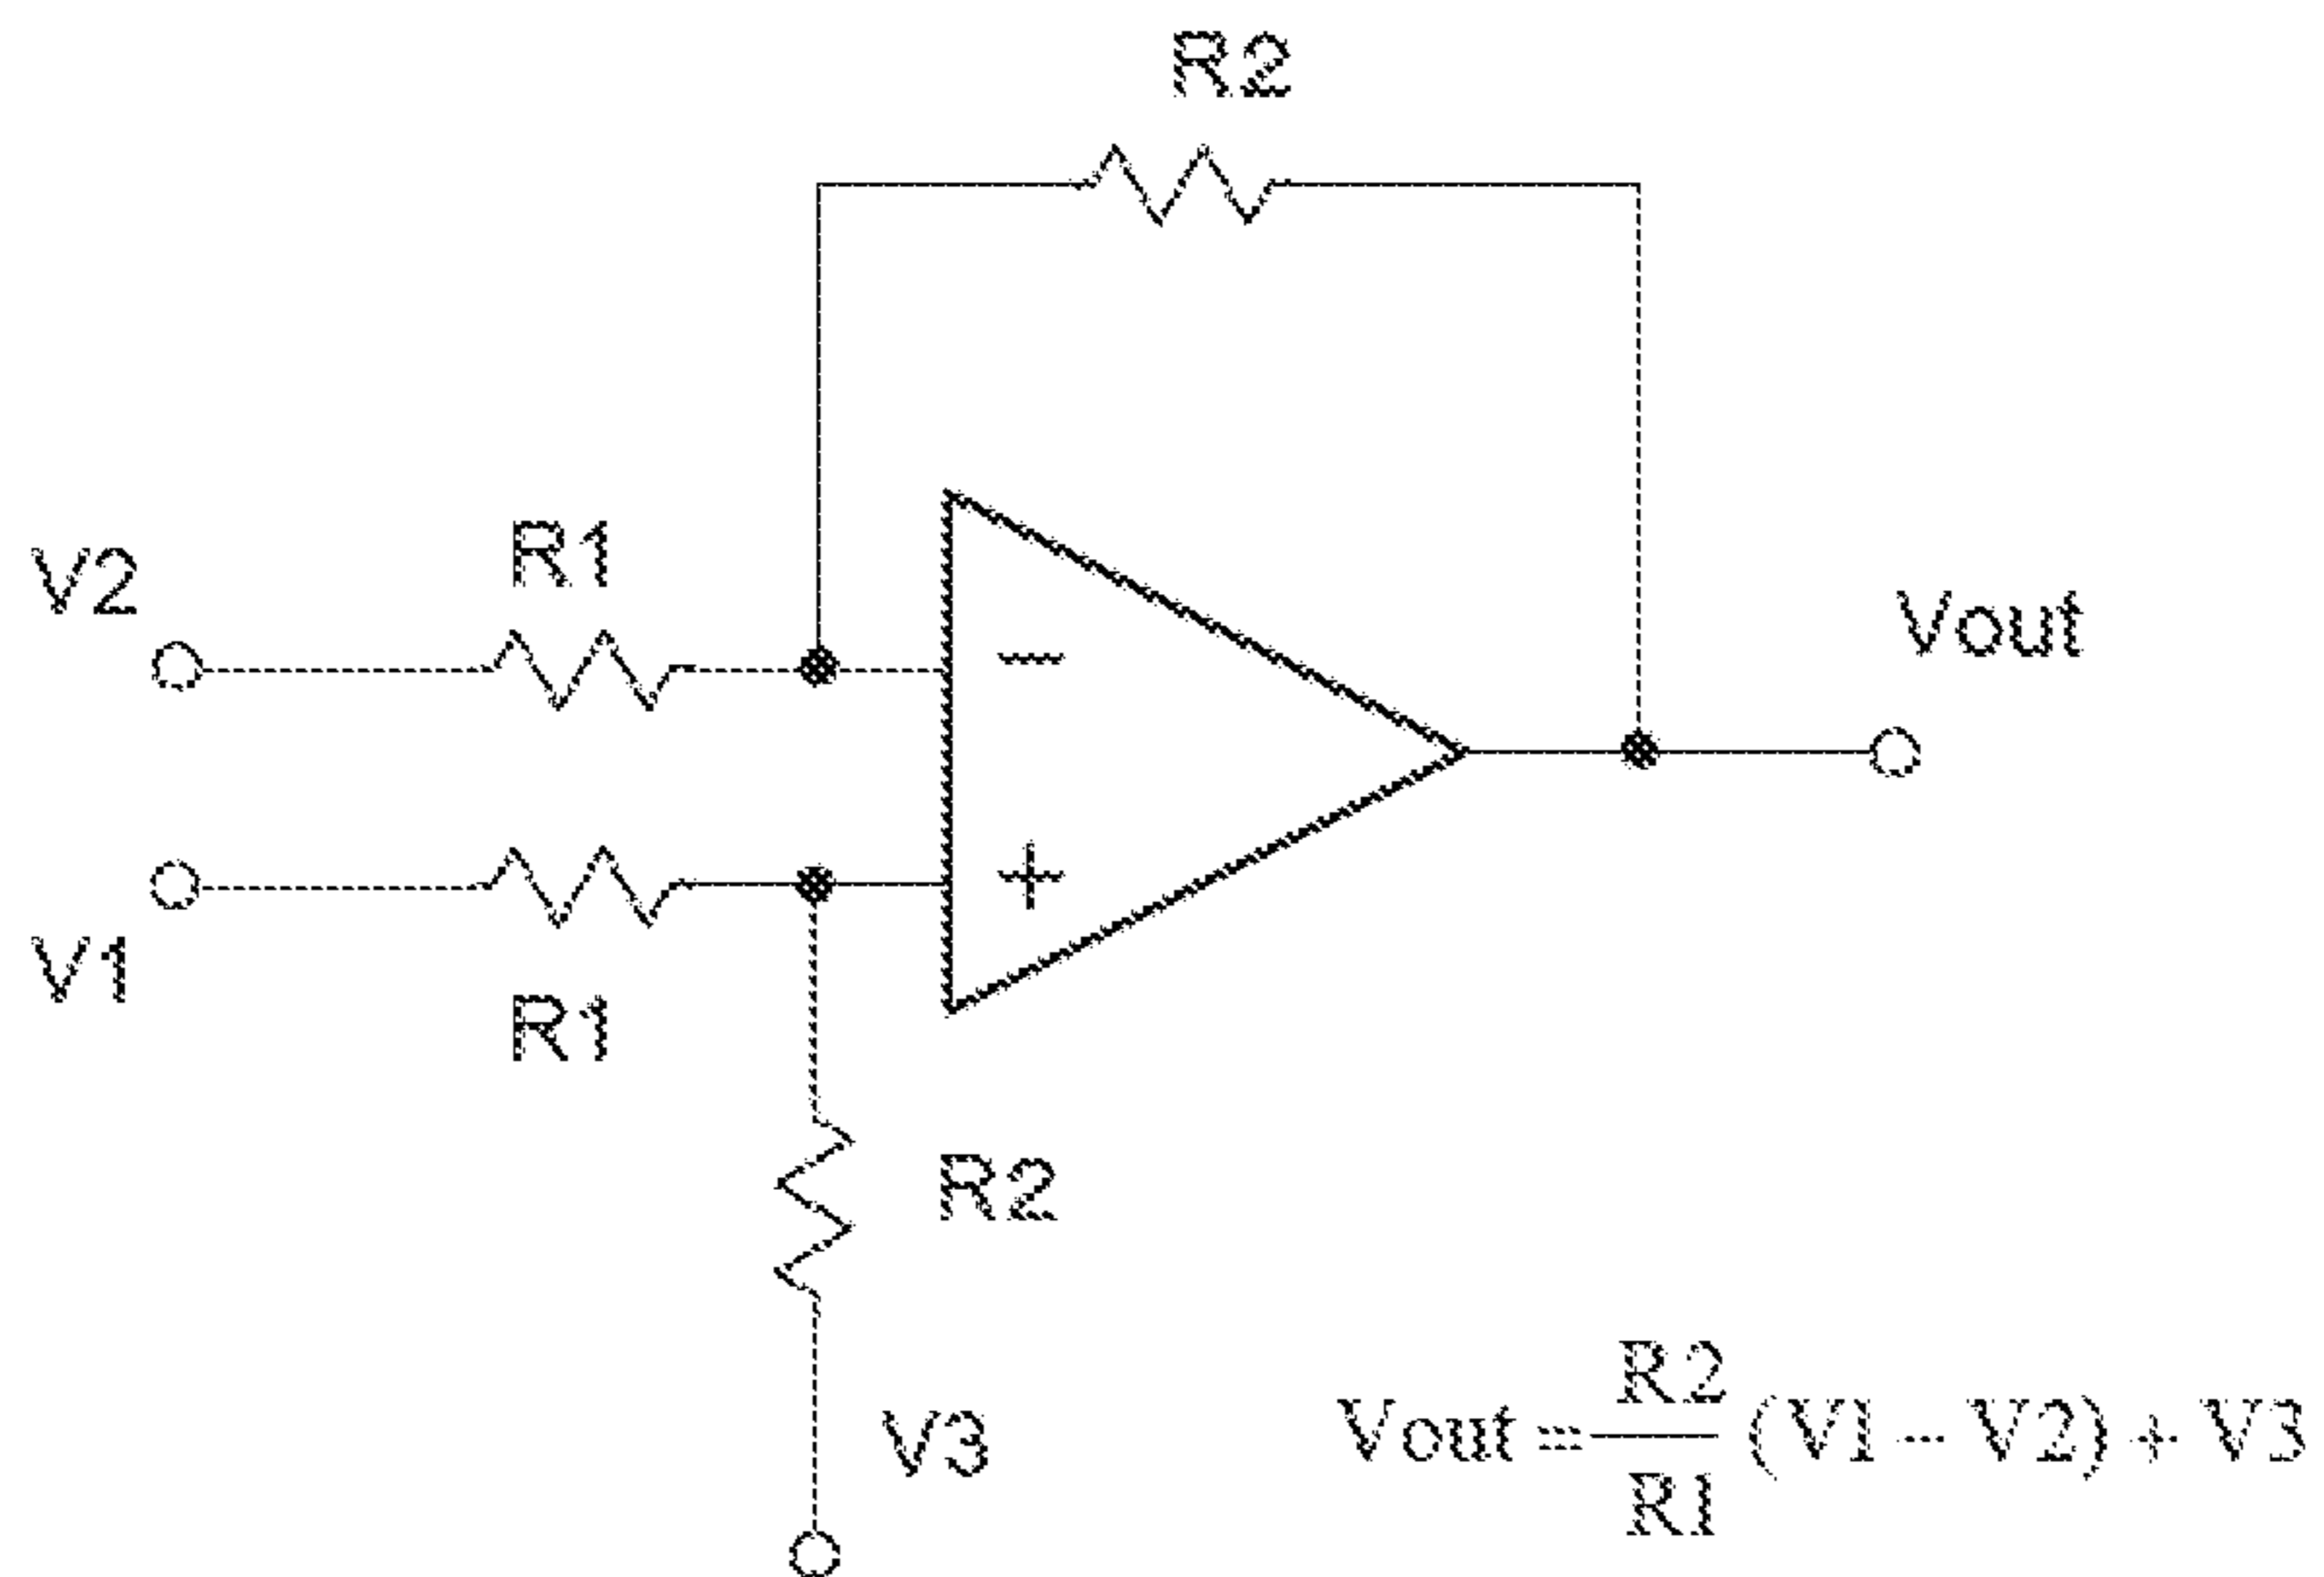 R2
V2
R1
−
Vout
+
V1
R1
R2
V3
Vout = R2/R1 (V1 − V2) + V3